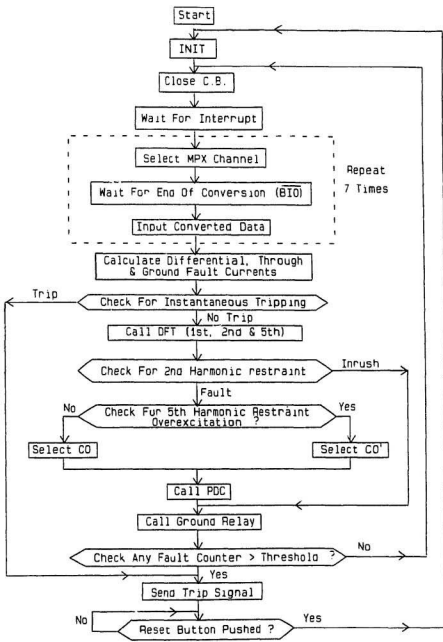 Start
INIT
Close C.B.
Wait For Interrupt
Select MPX Channel
Wait For End Of Conversion (BIO)
Input Converted Data
Repeat
7 Times
Calculate Differential, Through
& Ground Fault Currents
Trip
Check For Instantaneous Tripping
No Trip
Call DFT (1st, 2nd & 5th)
Check For 2nd Harmonic restraint
Inrush
Fault
No
Check For 5th Harmonic Restraint
Overexcitation ?
Yes
Select CO
Select CO'
Call PDC
Call Ground Relay
Check Any Fault Counter > Threshold ?
No
Yes
Send Trip Signal
No
Reset Button Pushed ?
Yes